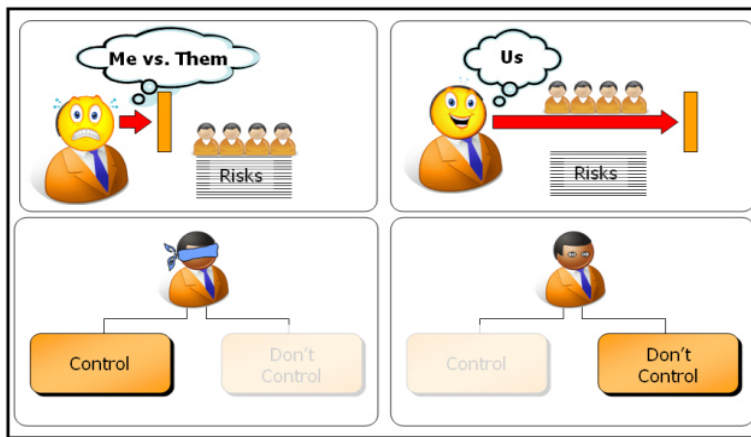 Me vs. Them
Risks
Us
Risks
Control
Don't
Control
Control
Don't
Control